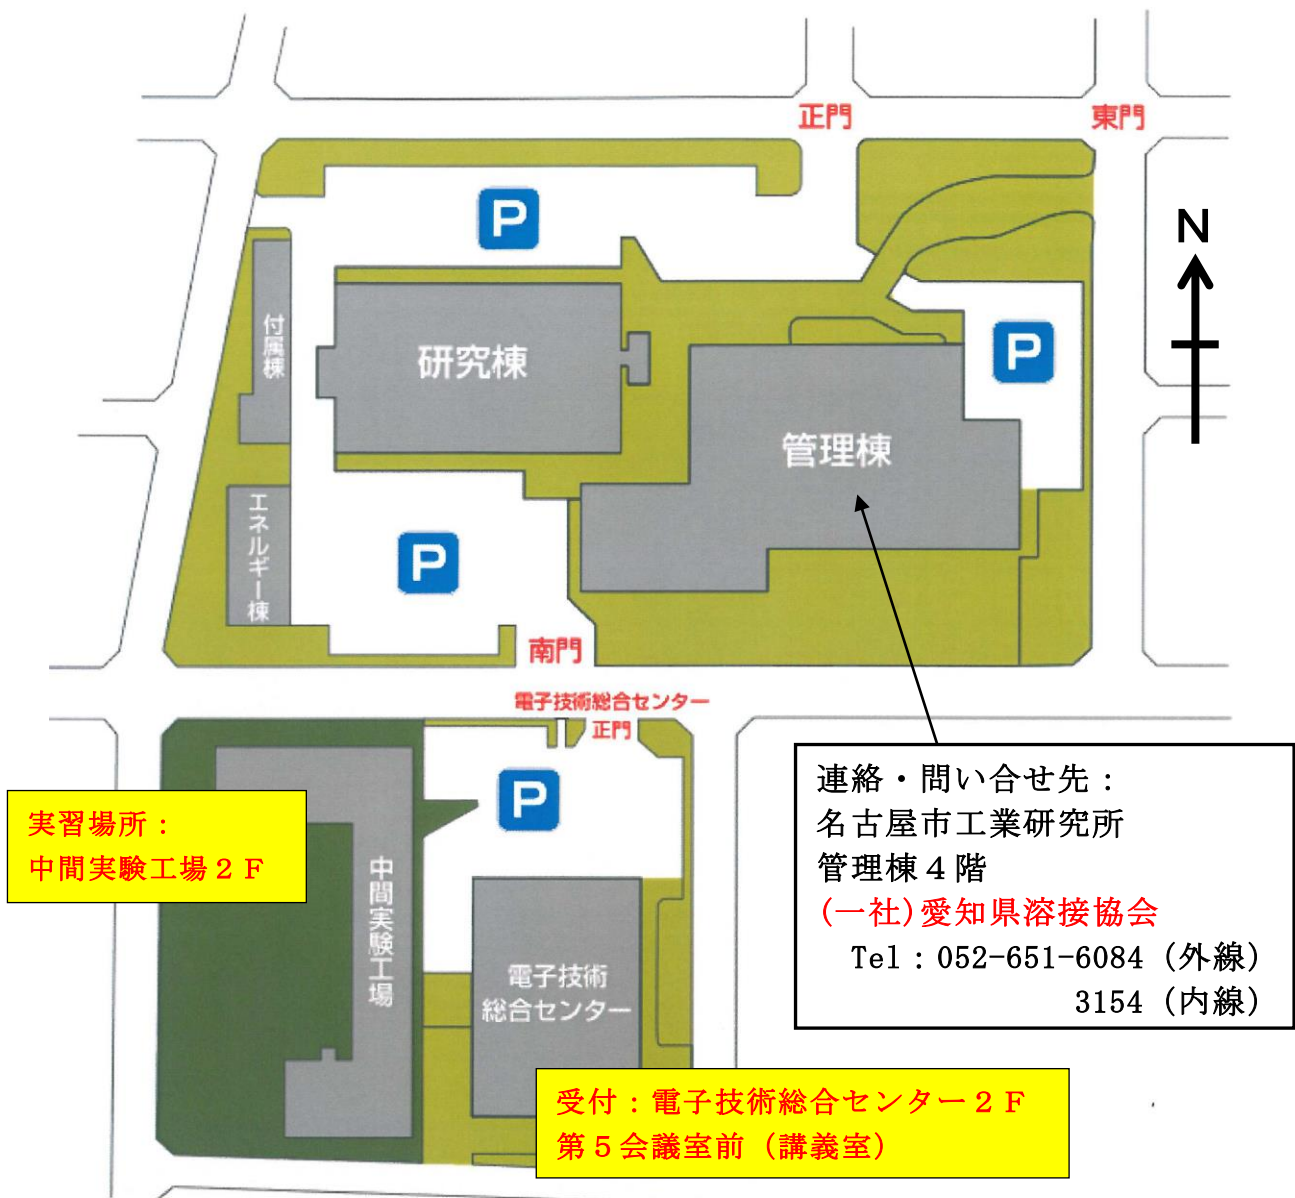 正門
東門
P
N
付属棟
研究棟
P
管理棟
エネルギー棟
P
南門
電子技術総合センター
正門
P
実習場所：
中間実験工場２Ｆ
中間実験工場
電子技術
総合センター
連絡・問い合せ先：
名古屋市工業研究所
管理棟４階
(一社)愛知県溶接協会
Tel：052-651-6084（外線）
3154（内線）
受付：電子技術総合センター２Ｆ
第５会議室前（講義室）